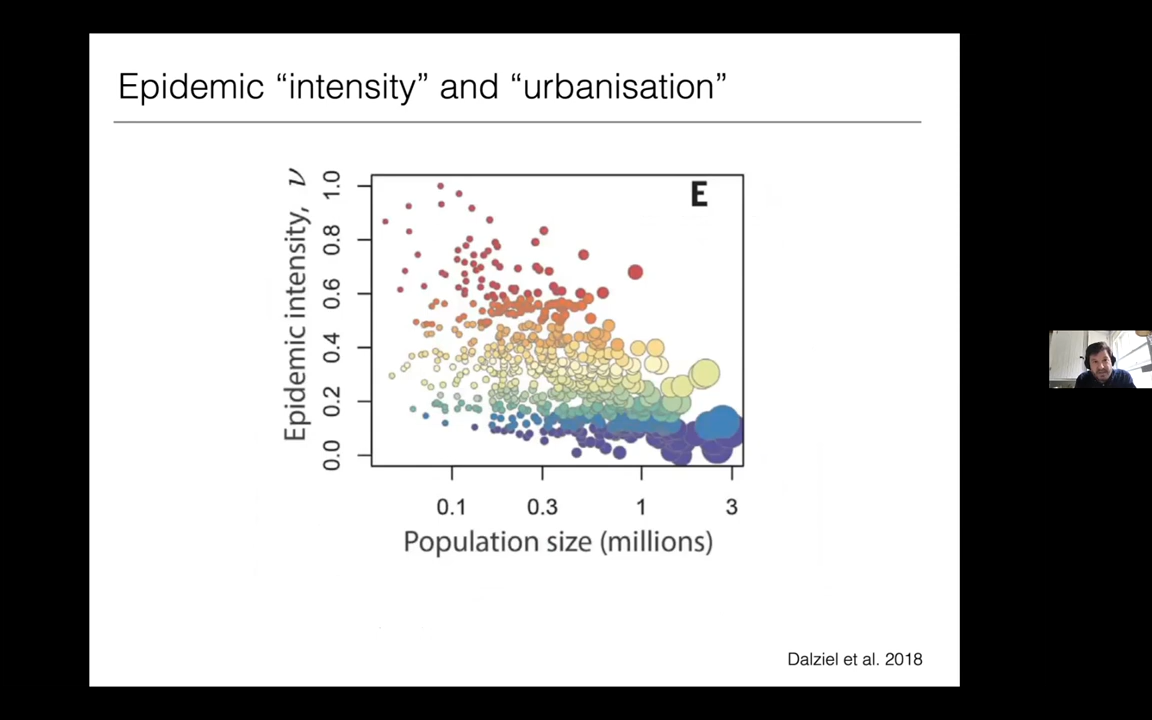 Epidemic “intensity” and “urbanisation”
E
Epidemic intensity, ν
1.0
0.8
0.6
0.4
0.2
0.0
0.1 0.3 1 3
Population size (millions)
Dalziel et al. 2018